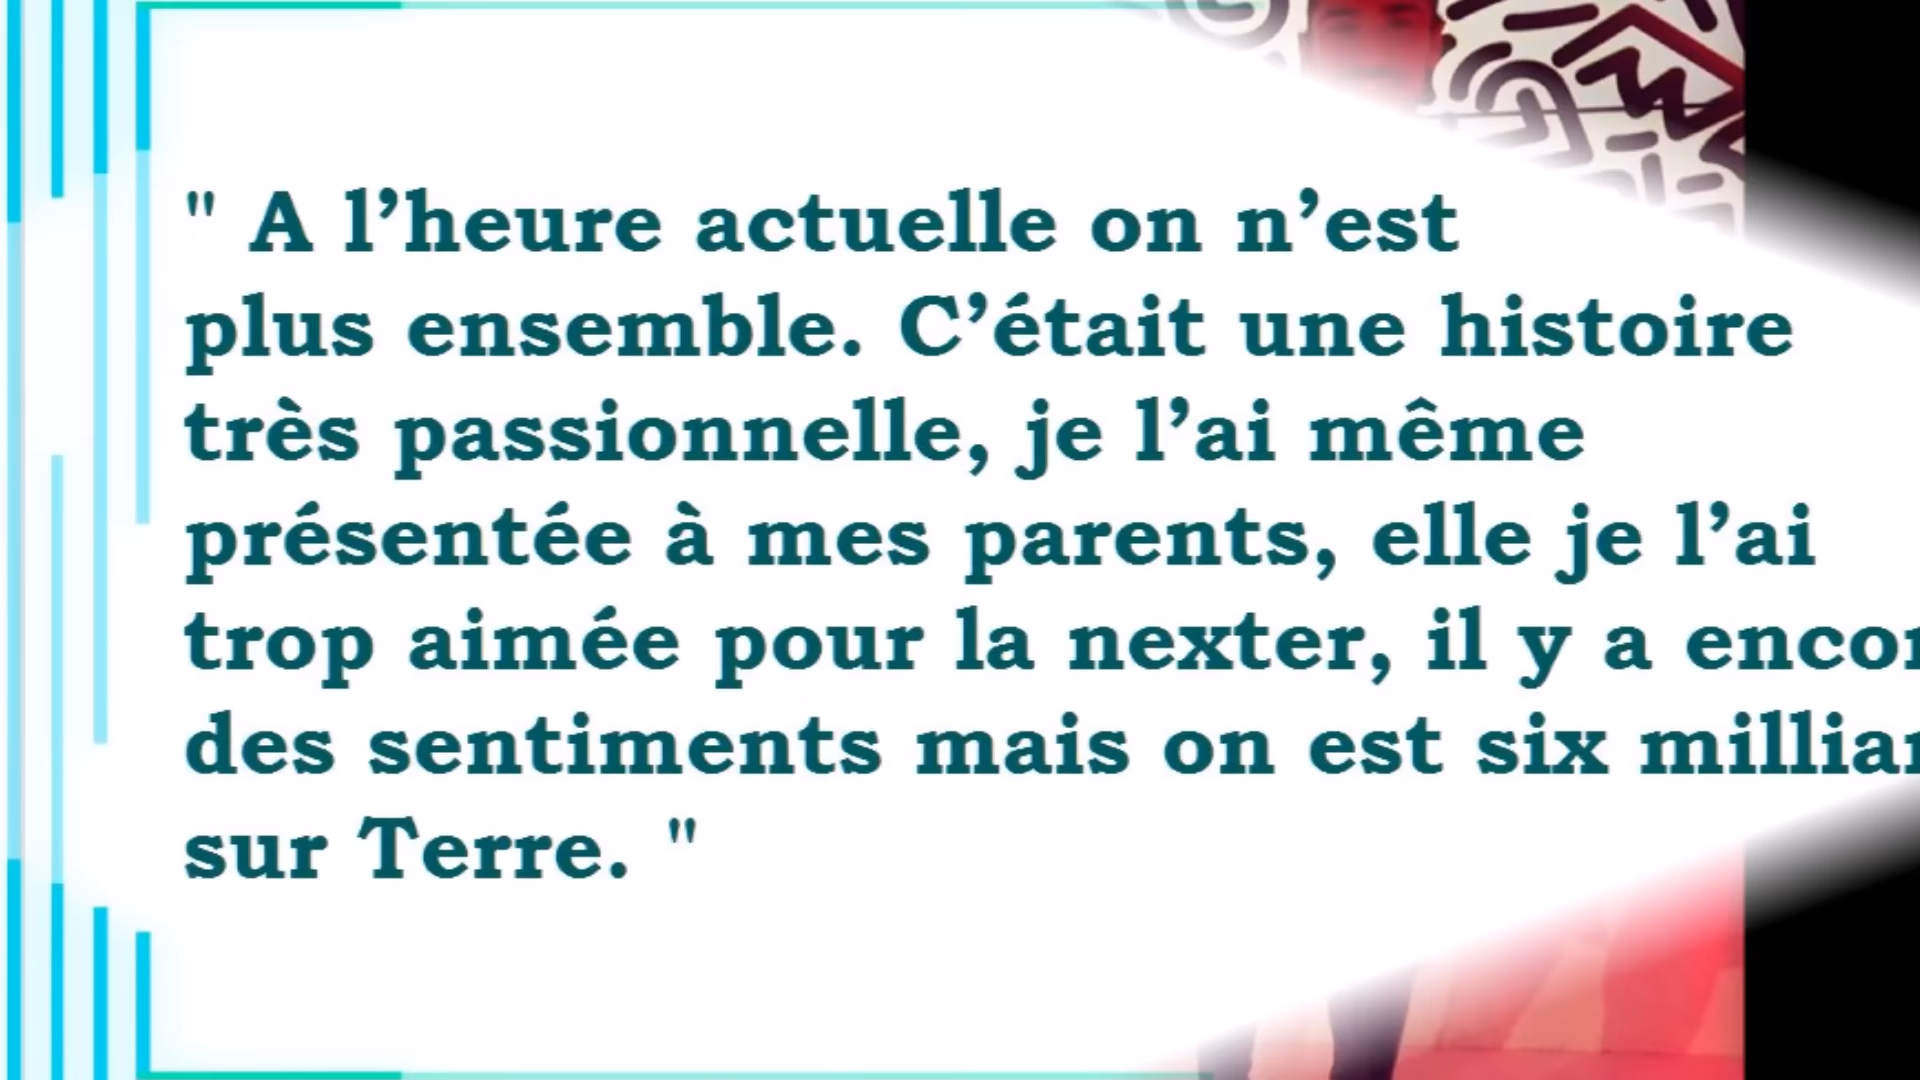 " A l’heure actuelle on n’est
plus ensemble. C’était une histoire
très passionnelle, je l’ai même
présentée à mes parents, elle je l’ai
trop aimée pour la nexter, il y a
des sentiments mais on est six
sur Terre. "